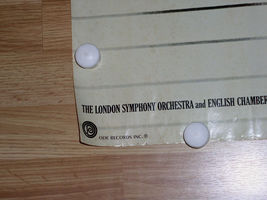 THE LONDON SYMPHONY ORCHESTRA and ENGLISH CHAMBER
ODE RECORDS INC. ®